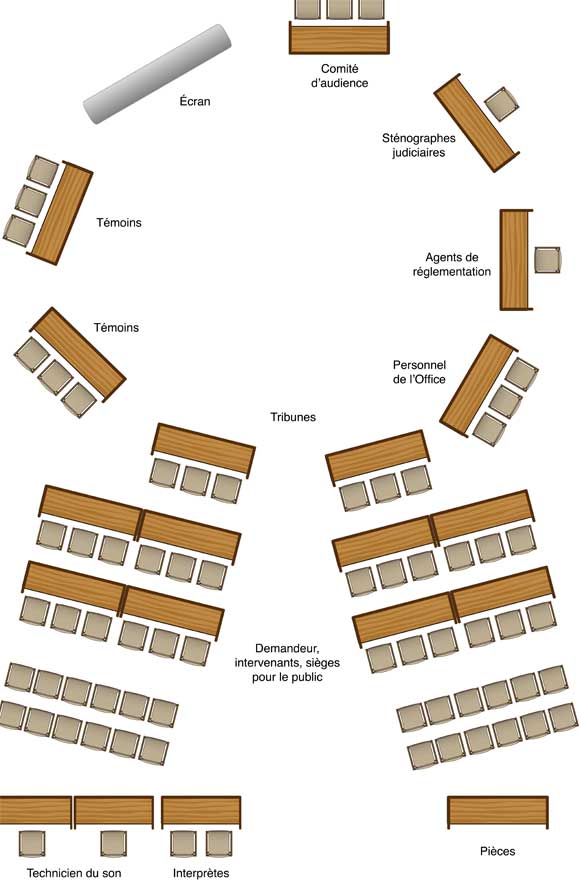 Comité
d'audience
Écran
Sténographes
judiciaires
Témoins
Agents de
réglementation
Témoins
Personnel
de l'Office
Tribunes
Demandeur,
intervenants, sièges
pour le public
Pièces
Technicien du son
Interprètes